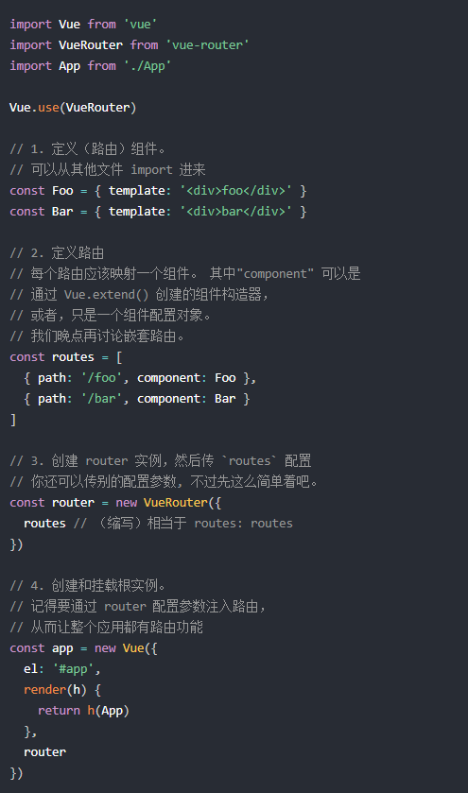 import Vue from 'vue'
import VueRouter from 'vue-router'
import App from './App'

Vue.use(VueRouter)

// 1. 定义（路由）组件。
// 可以从其他文件 import 进来
const Foo = { template: '<div>foo</div>' }
const Bar = { template: '<div>bar</div>' }

// 2. 定义路由
// 每个路由应该映射一个组件。 其中"component" 可以是
// 通过 Vue.extend() 创建的组件构造器，
// 或者，只是一个组件配置对象。
// 我们晚点再讨论嵌套路由。
const routes = [
  { path: '/foo', component: Foo },
  { path: '/bar', component: Bar }
]

// 3. 创建 router 实例，然后传 `routes` 配置
// 你还可以传别的配置参数, 不过先这么简单着吧。
const router = new VueRouter({
  routes // （缩写）相当于 routes: routes
})

// 4. 创建和挂载根实例。
// 记得要通过 router 配置参数注入路由，
// 从而让整个应用都有路由功能
const app = new Vue({
  el: '#app',
  render(h) {
    return h(App)
  },
  router
})